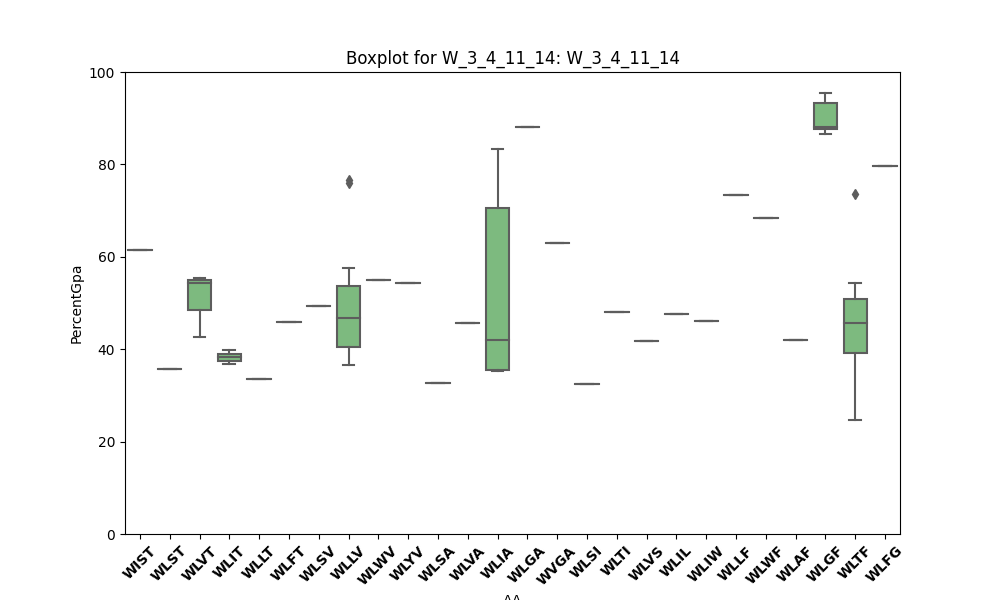 Boxplot for W_3_4_11_14: W_3_4_11_14
PercentGpa
100
80
60
40
20
0
WIST
WLST
WLVT
WLIT
WLLT
WLFT
WLSV
WLLV
WLWV
WLYV
WLSA
WLVA
WLIA
WLGA
WVGA
WLSI
WLTI
WLVS
WLIL
WLIW
WLLF
WLWF
WLAF
WLGF
WLTF
WLFG
AA